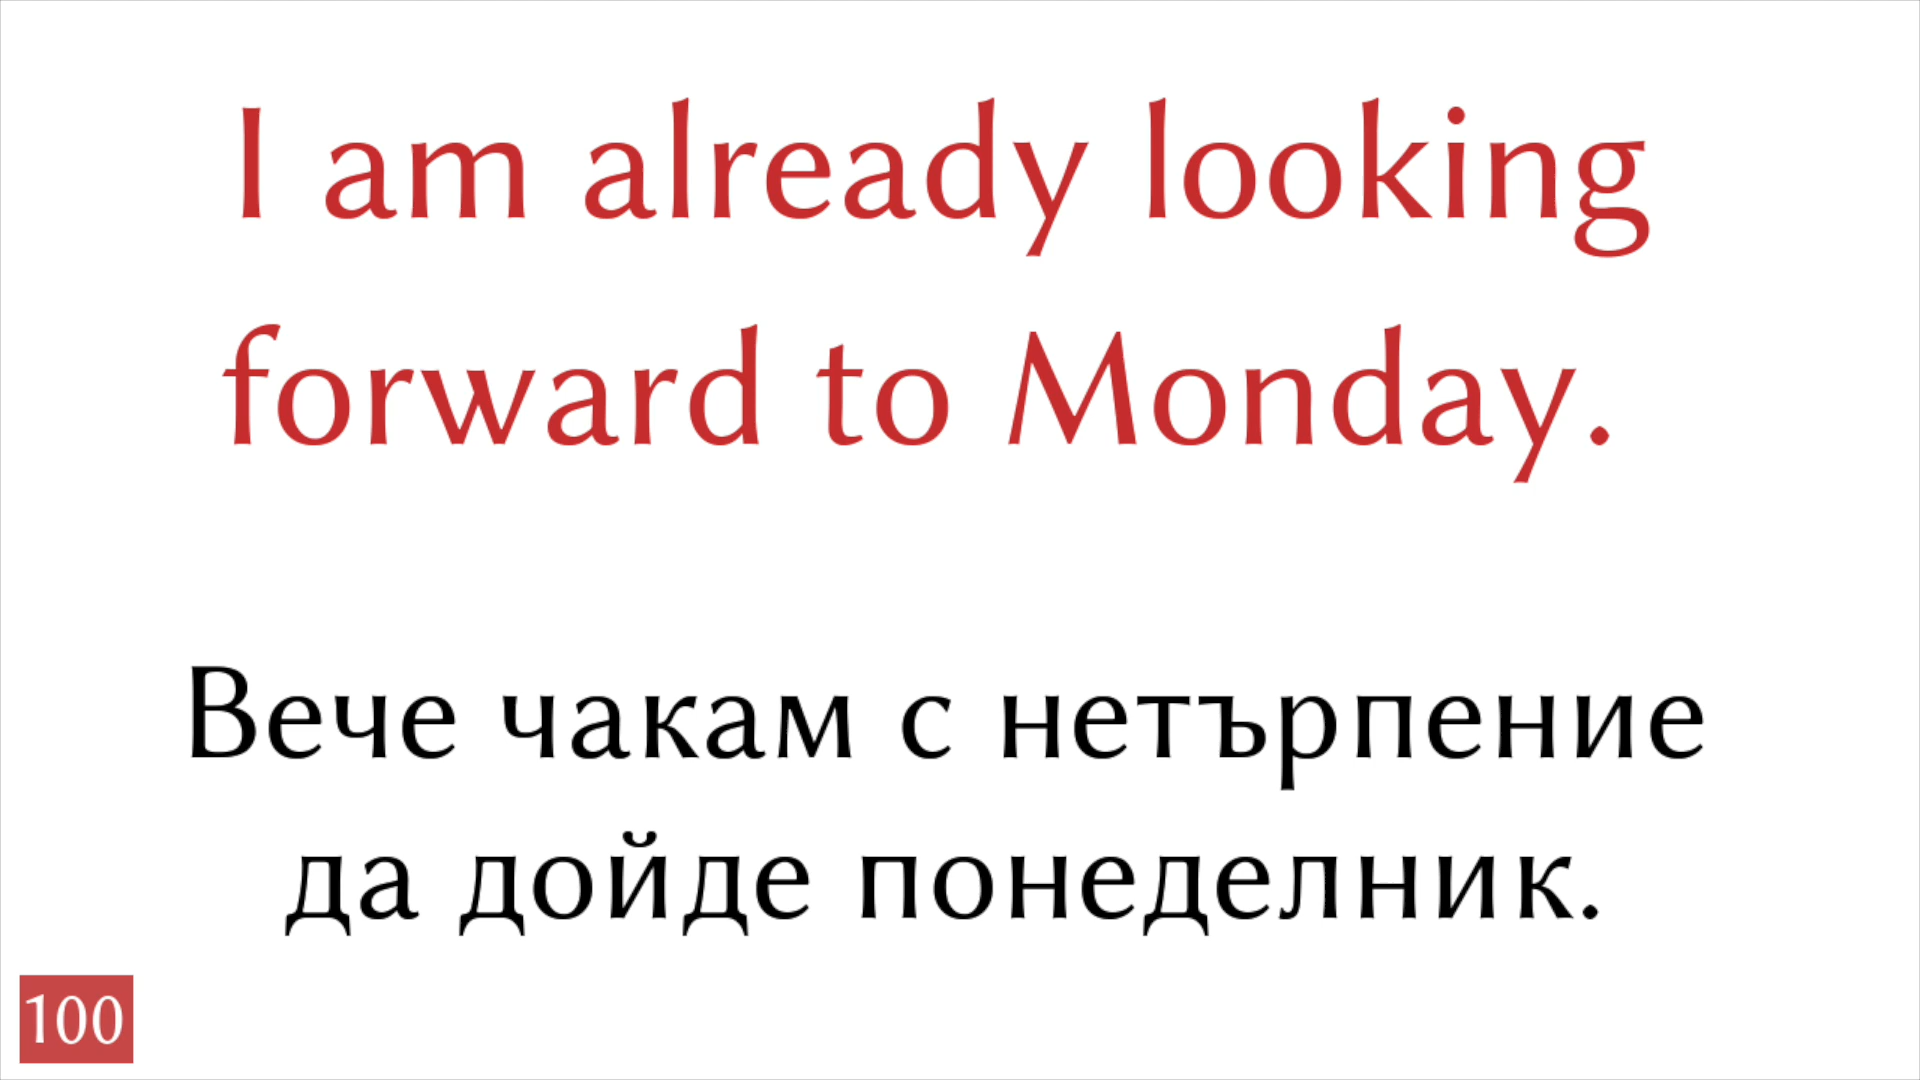 I am already looking
forward to Monday.
Вече чакам с нетърпение
да дойде понеделник.
100